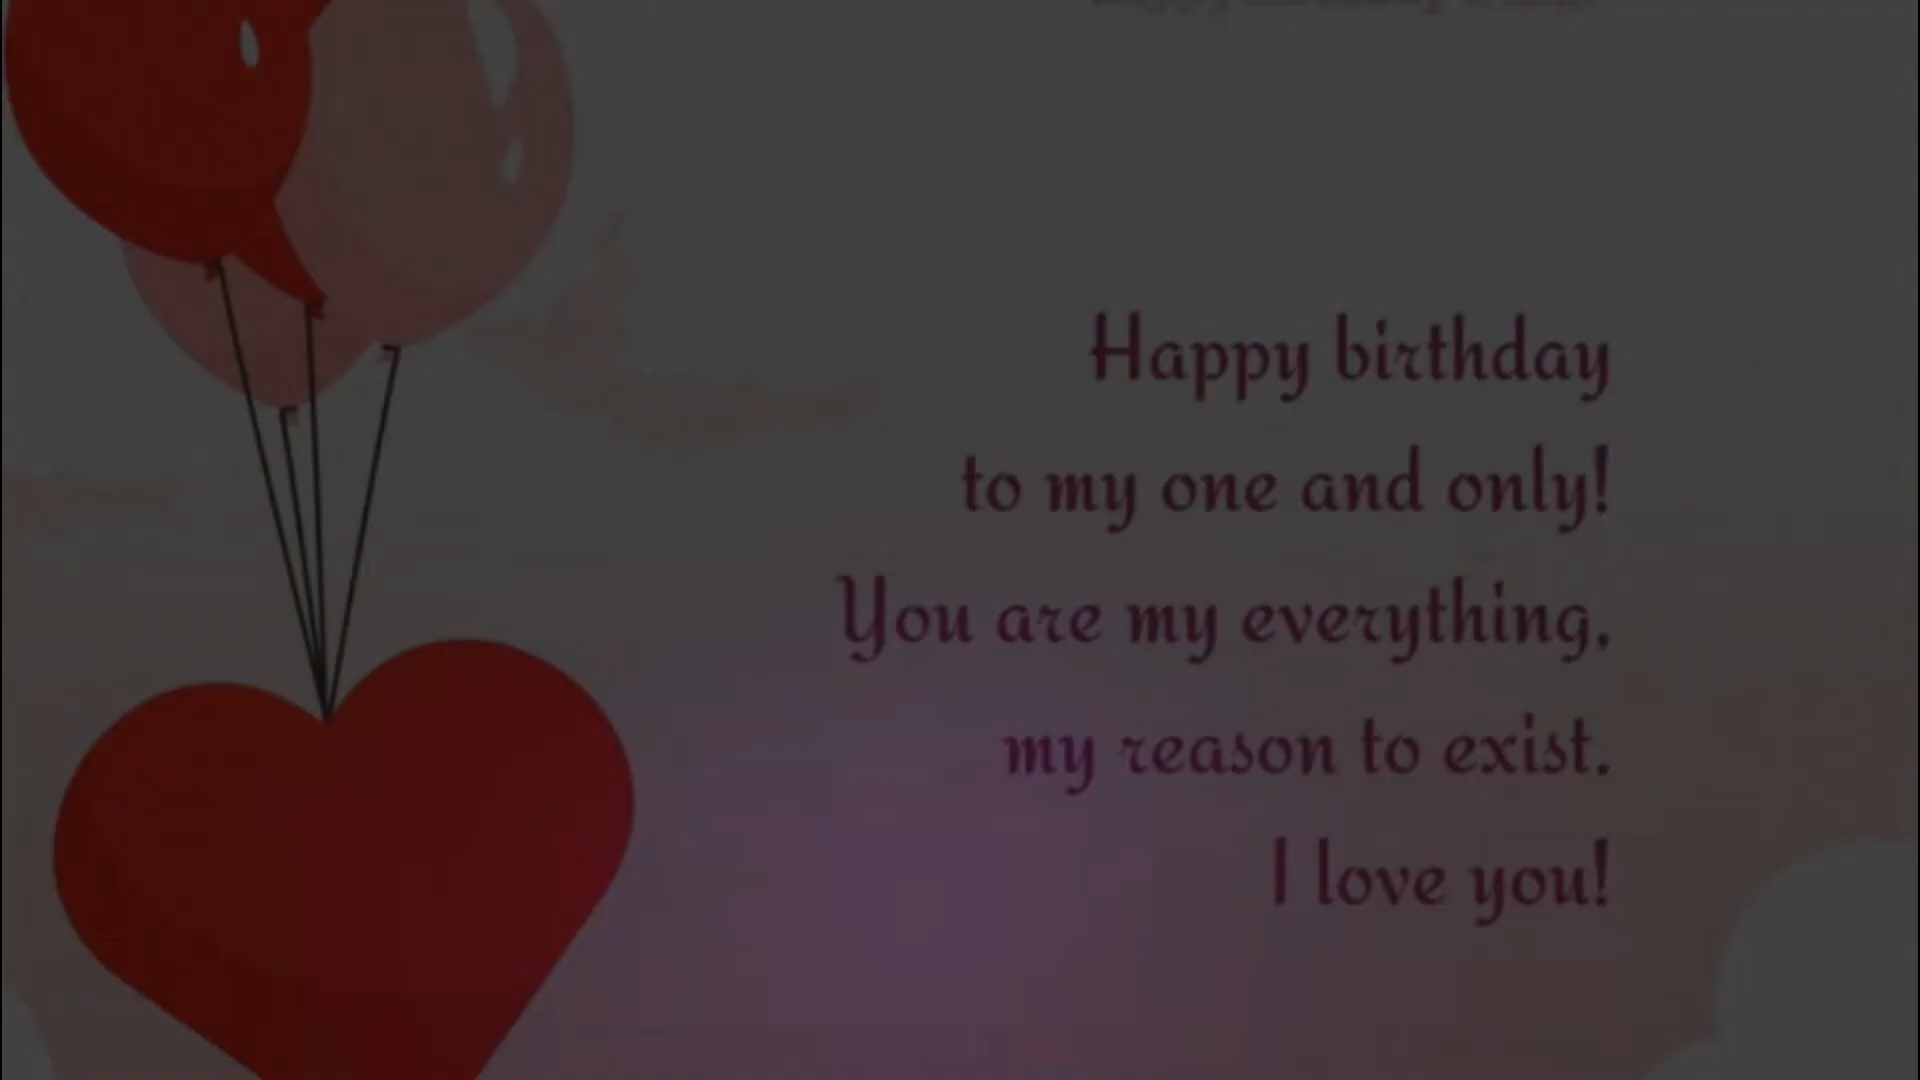 Happy birthday
to my one and only!
You are my everything,
my reason to exist.
I love you!